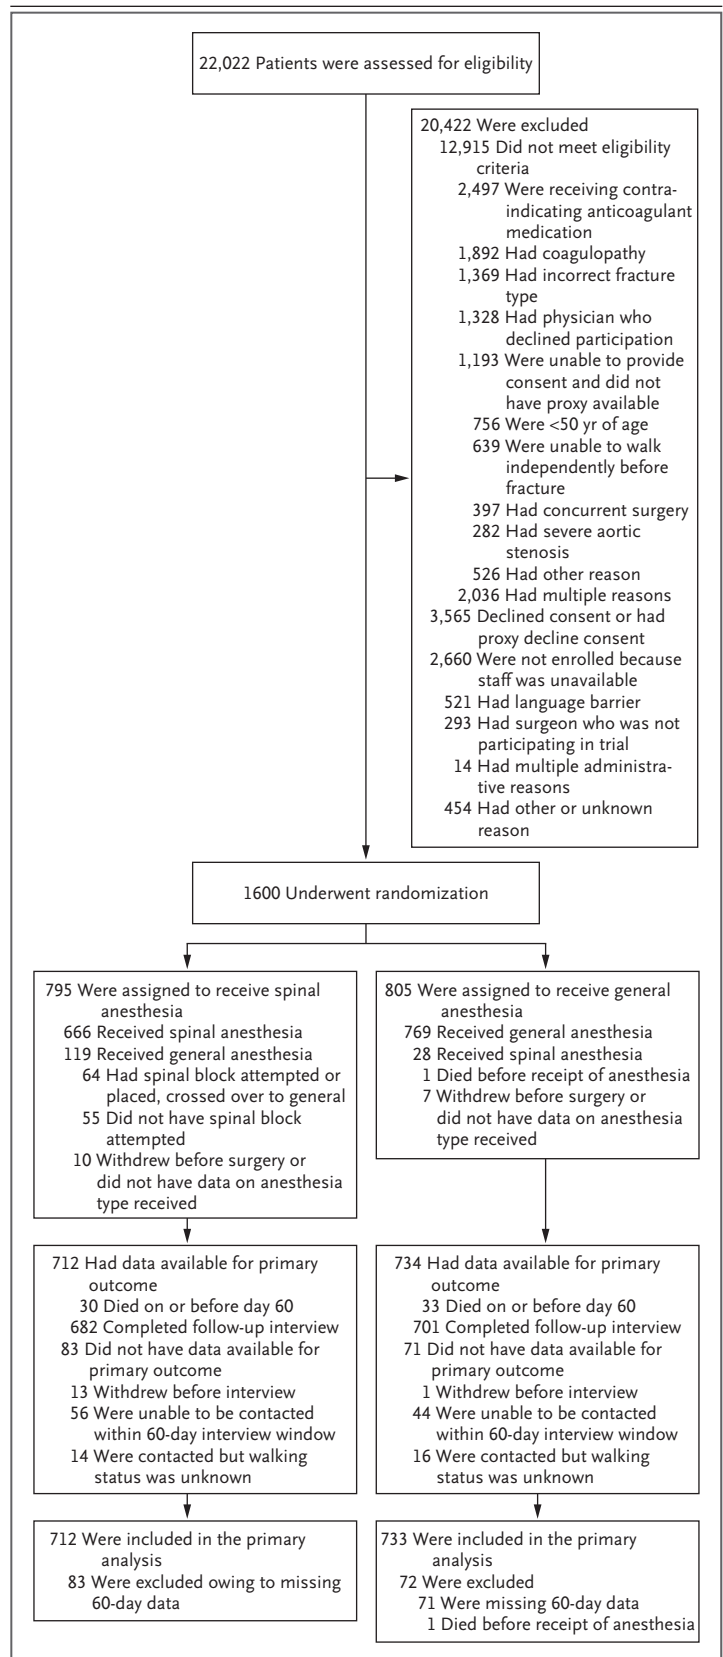 22,022 Patients were assessed for eligibility
20,422 Were excluded
12,915 Did not meet eligibility
criteria
2,497 Were receiving contra-
indicating anticoagulant
medication
1,892 Had coagulopathy
1,369 Had incorrect fracture
type
1,328 Had physician who
declined participation
1,193 Were unable to provide
consent and did not
have proxy available
756 Were <50 yr of age
639 Were unable to walk
independently before
fracture
397 Had concurrent surgery
282 Had severe aortic
stenosis
526 Had other reason
2,036 Had multiple reasons
3,565 Declined consent or had
proxy decline consent
2,660 Were not enrolled because
staff was unavailable
521 Had language barrier
293 Had surgeon who was not
participating in trial
14 Had multiple administra-
tive reasons
454 Had other or unknown
reason
1600 Underwent randomization
795 Were assigned to receive spinal
anesthesia
666 Received spinal anesthesia
119 Received general anesthesia
64 Had spinal block attempted or
placed, crossed over to general
55 Did not have spinal block
attempted
10 Withdrew before surgery or
did not have data on anesthesia
type received
805 Were assigned to receive general
anesthesia
769 Received general anesthesia
28 Received spinal anesthesia
1 Died before receipt of anesthesia
7 Withdrew before surgery or
did not have data on anesthesia
type received
712 Had data available for primary
outcome
30 Died on or before day 60
682 Completed follow-up interview
83 Did not have data available for
primary outcome
13 Withdrew before interview
56 Were unable to be contacted
within 60-day interview window
14 Were contacted but walking
status was unknown
734 Had data available for primary
outcome
33 Died on or before day 60
701 Completed follow-up interview
71 Did not have data available for
primary outcome
1 Withdrew before interview
44 Were unable to be contacted
within 60-day interview window
16 Were contacted but walking
status was unknown
712 Were included in the primary
analysis
83 Were excluded owing to missing
60-day data
733 Were included in the primary
analysis
72 Were excluded
71 Were missing 60-day data
1 Died before receipt of anesthesia